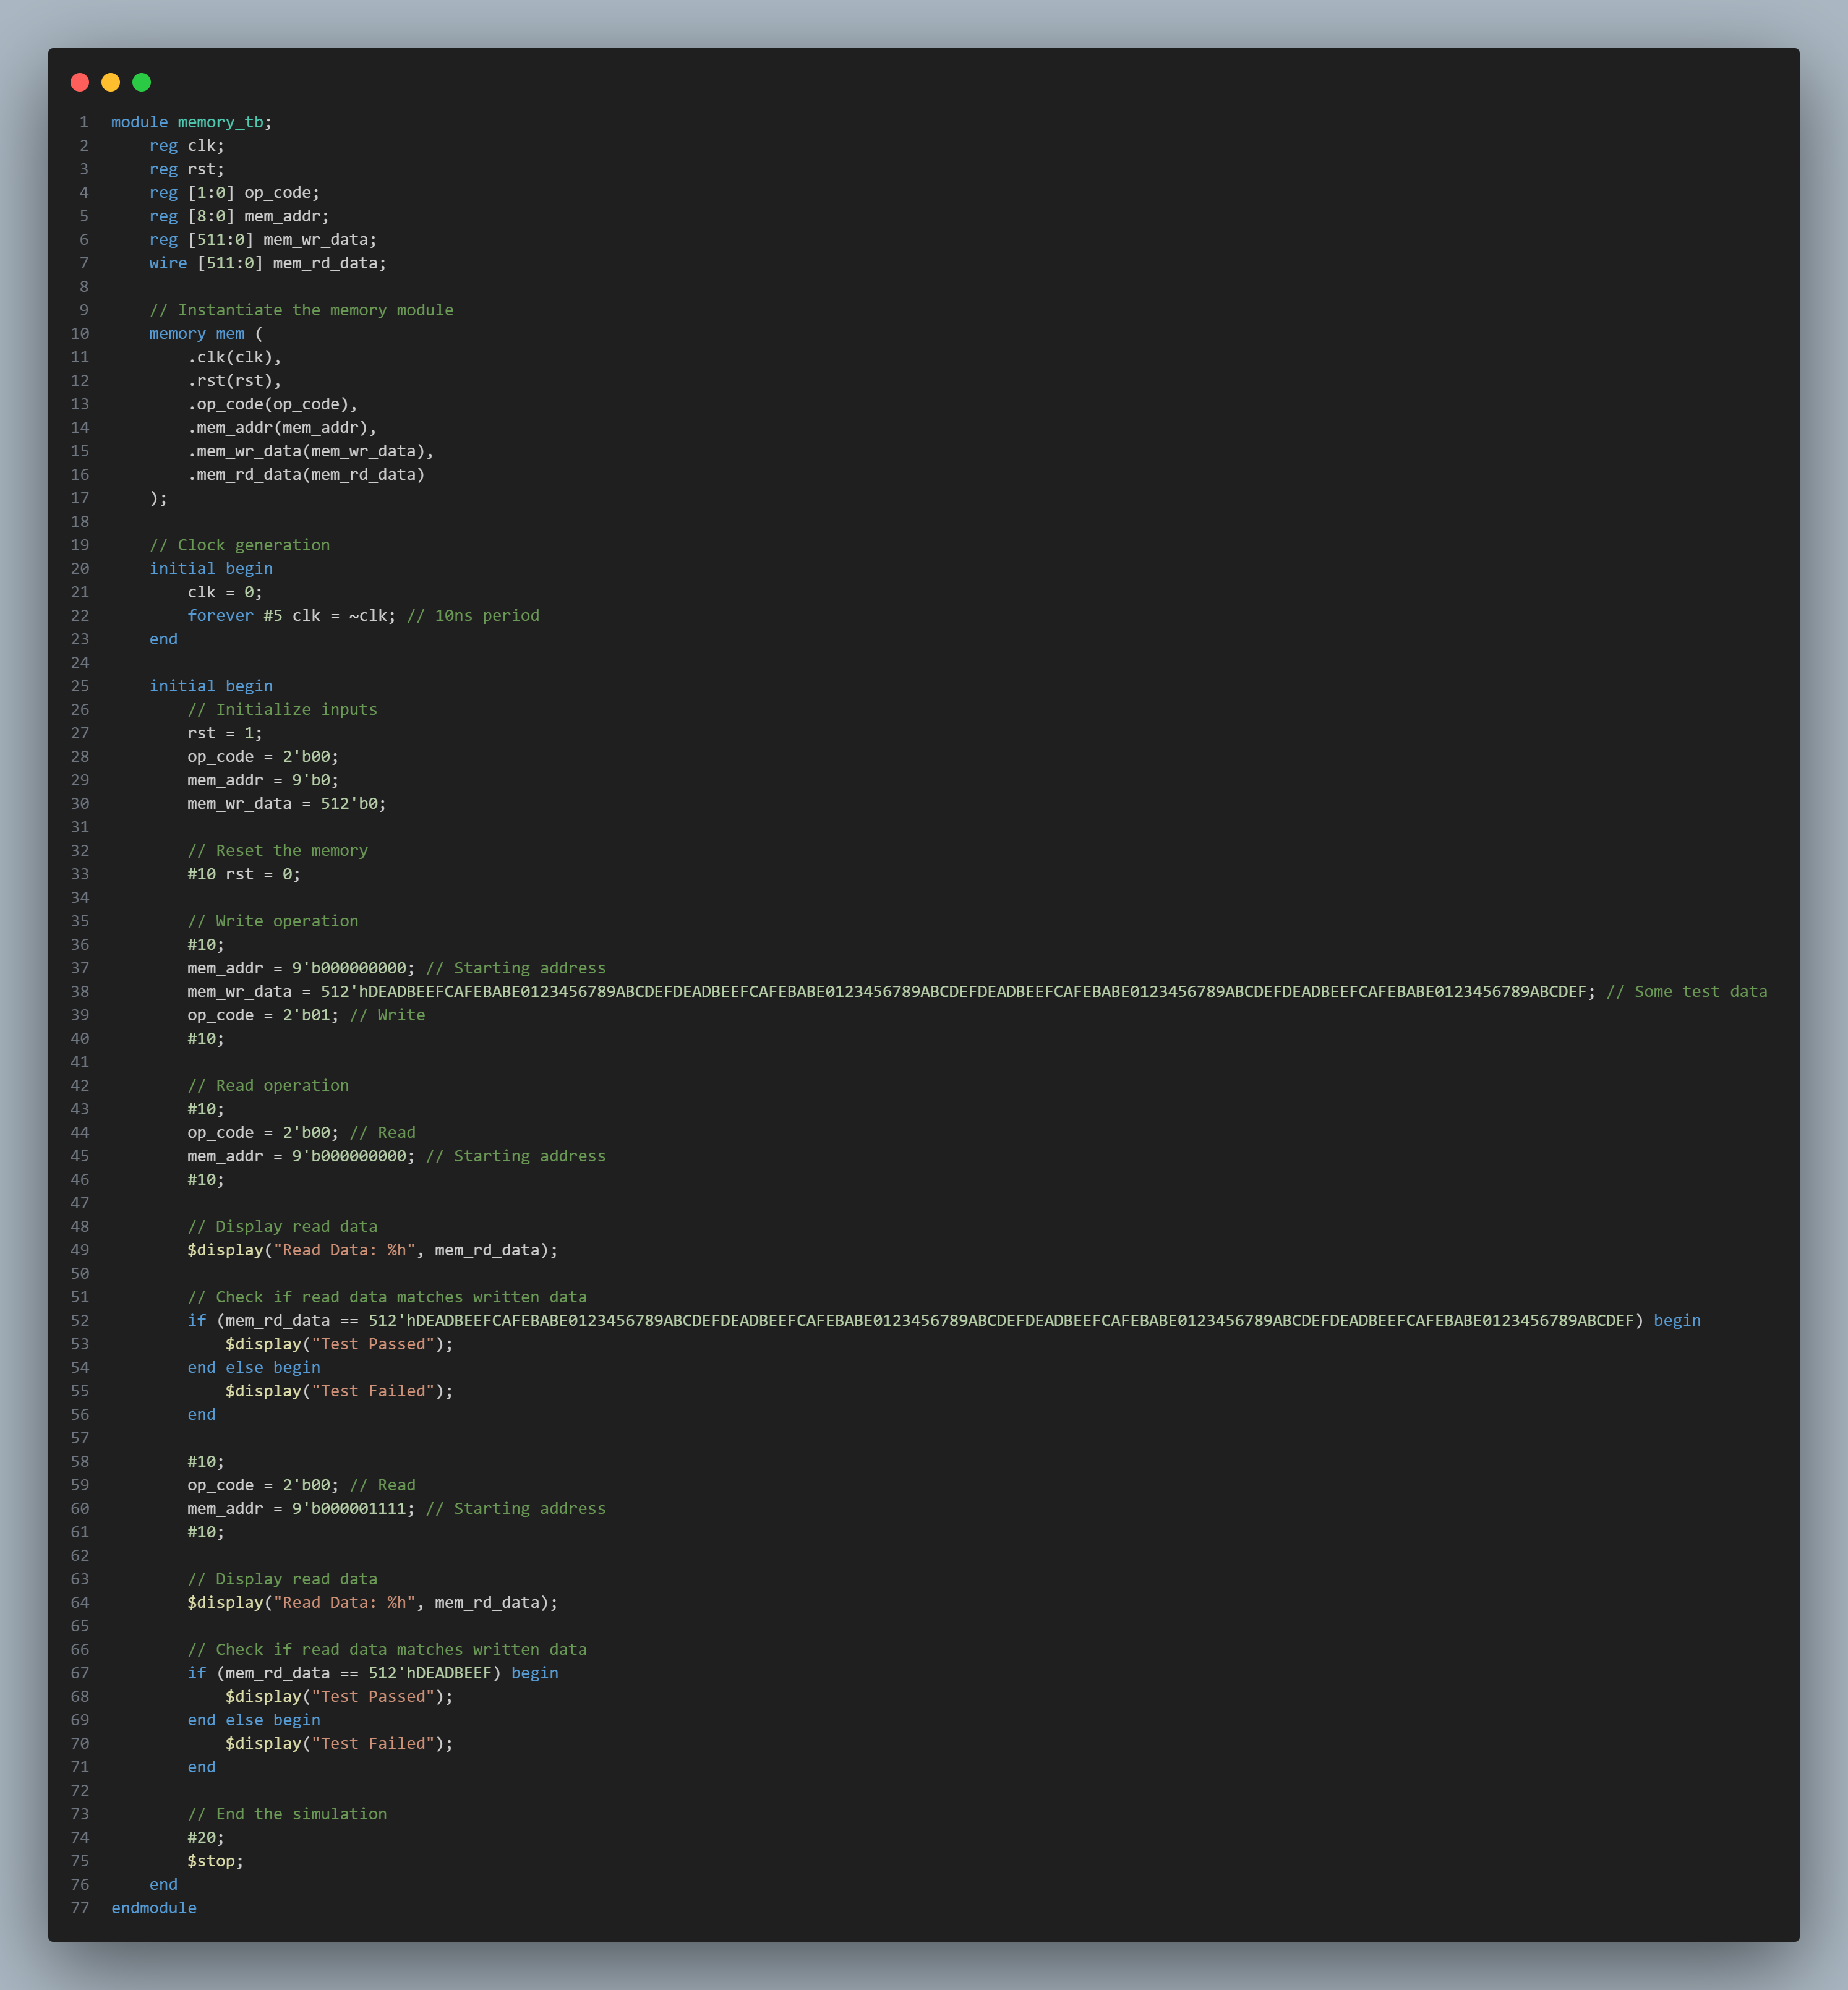 1 module memory_tb;
2     reg clk;
3     reg rst;
4     reg [1:0] op_code;
5     reg [8:0] mem_addr;
6     reg [511:0] mem_wr_data;
7     wire [511:0] mem_rd_data;
8
9     // Instantiate the memory module
10     memory mem (
11         .clk(clk),
12         .rst(rst),
13         .op_code(op_code),
14         .mem_addr(mem_addr),
15         .mem_wr_data(mem_wr_data),
16         .mem_rd_data(mem_rd_data)
17     );
18
19     // Clock generation
20     initial begin
21         clk = 0;
22         forever #5 clk = ~clk; // 10ns period
23     end
24
25     initial begin
26         // Initialize inputs
27         rst = 1;
28         op_code = 2'b00;
29         mem_addr = 9'b0;
30         mem_wr_data = 512'b0;
31
32         // Reset the memory
33         #10 rst = 0;
34
35         // Write operation
36         #10;
37         mem_addr = 9'b000000000; // Starting address
38         mem_wr_data = 512'hDEADBEEFCAFEBABE0123456789ABCDEFDEADBEEFCAFEBABE0123456789ABCDEFDEADBEEFCAFEBABE0123456789ABCDEFDEADBEEFCAFEBABE0123456789ABCDEF; // Some test data
39         op_code = 2'b01; // Write
40         #10;
41
42         // Read operation
43         #10;
44         op_code = 2'b00; // Read
45         mem_addr = 9'b000000000; // Starting address
46         #10;
47
48         // Display read data
49         $display("Read Data: %h", mem_rd_data);
50
51         // Check if read data matches written data
52         if (mem_rd_data == 512'hDEADBEEFCAFEBABE0123456789ABCDEFDEADBEEFCAFEBABE0123456789ABCDEFDEADBEEFCAFEBABE0123456789ABCDEFDEADBEEFCAFEBABE0123456789ABCDEF) begin
53             $display("Test Passed");
54         end else begin
55             $display("Test Failed");
56         end
57
58         #10;
59         op_code = 2'b00; // Read
60         mem_addr = 9'b000001111; // Starting address
61         #10;
62
63         // Display read data
64         $display("Read Data: %h", mem_rd_data);
65
66         // Check if read data matches written data
67         if (mem_rd_data == 512'hDEADBEEF) begin
68             $display("Test Passed");
69         end else begin
70             $display("Test Failed");
71         end
72
73         // End the simulation
74         #20;
75         $stop;
76     end
77 endmodule